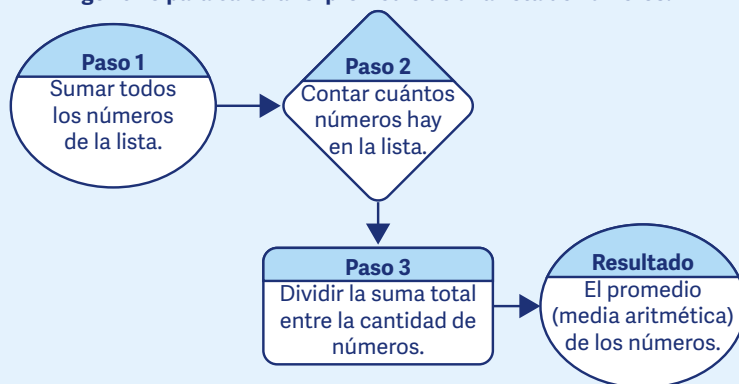 Paso 1
Sumar todos
los números
de la lista.
Paso 2
Contar cuántos
números hay
en la lista.
Paso 3
Dividir la suma total
entre la cantidad de
números.
Resultado
El promedio
(media aritmética)
de los números.